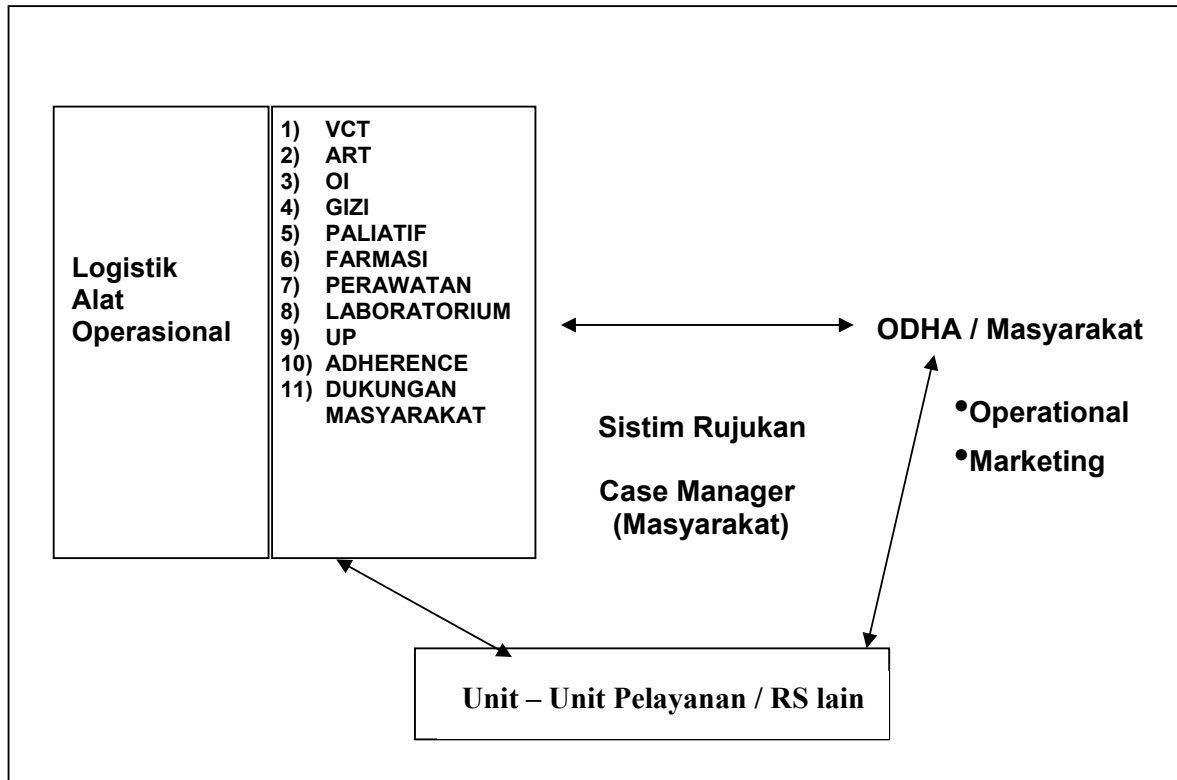 Logistik
Alat
Operasional
1) VCT
2) ART
3) OI
4) GIZI
5) PALIATIF
6) FARMASI
7) PERAWATAN
8) LABORATORIUM
9) UP
10) ADHERENCE
11) DUKUNGAN
MASYARAKAT
ODHA / Masyarakat
•Operational
•Marketing
Sistim Rujukan
Case Manager
(Masyarakat)
Unit – Unit Pelayanan / RS lain